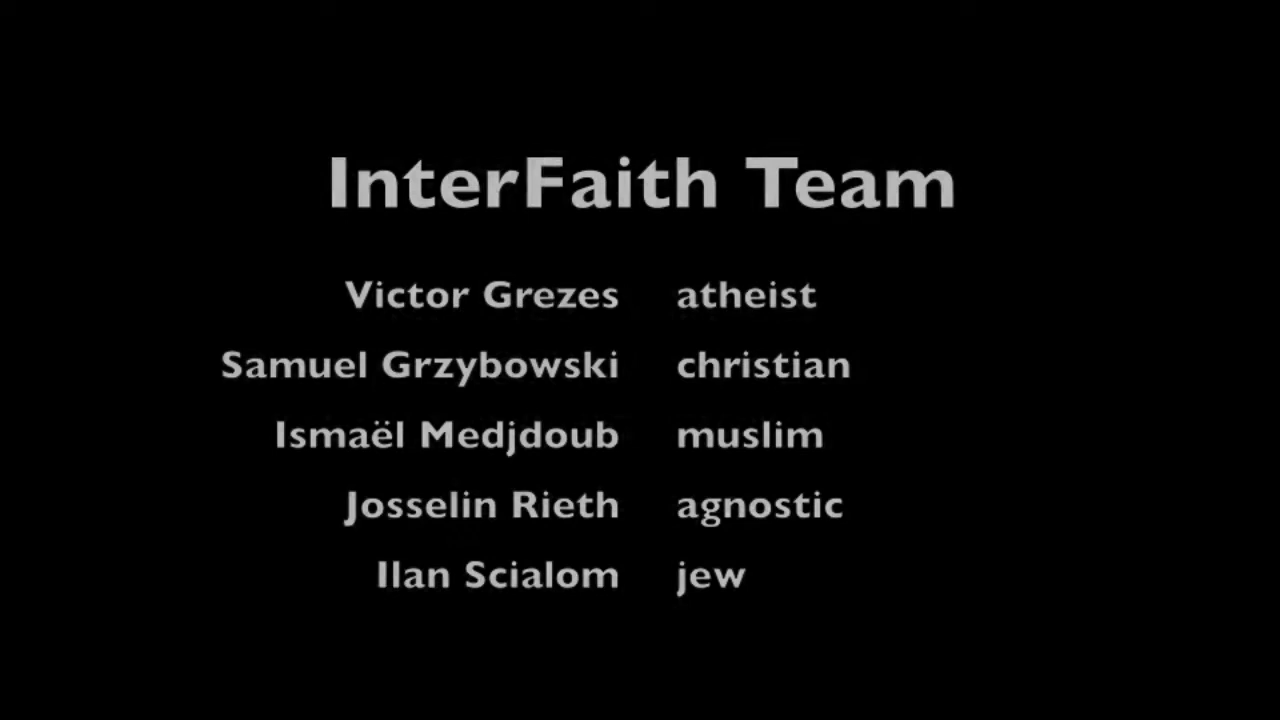 InterFaith Team
Victor Grezes atheist
Samuel Grzybowski christian
Ismaël Medjdoub muslim
Josselin Rieth agnostic
Ilan Scialom jew